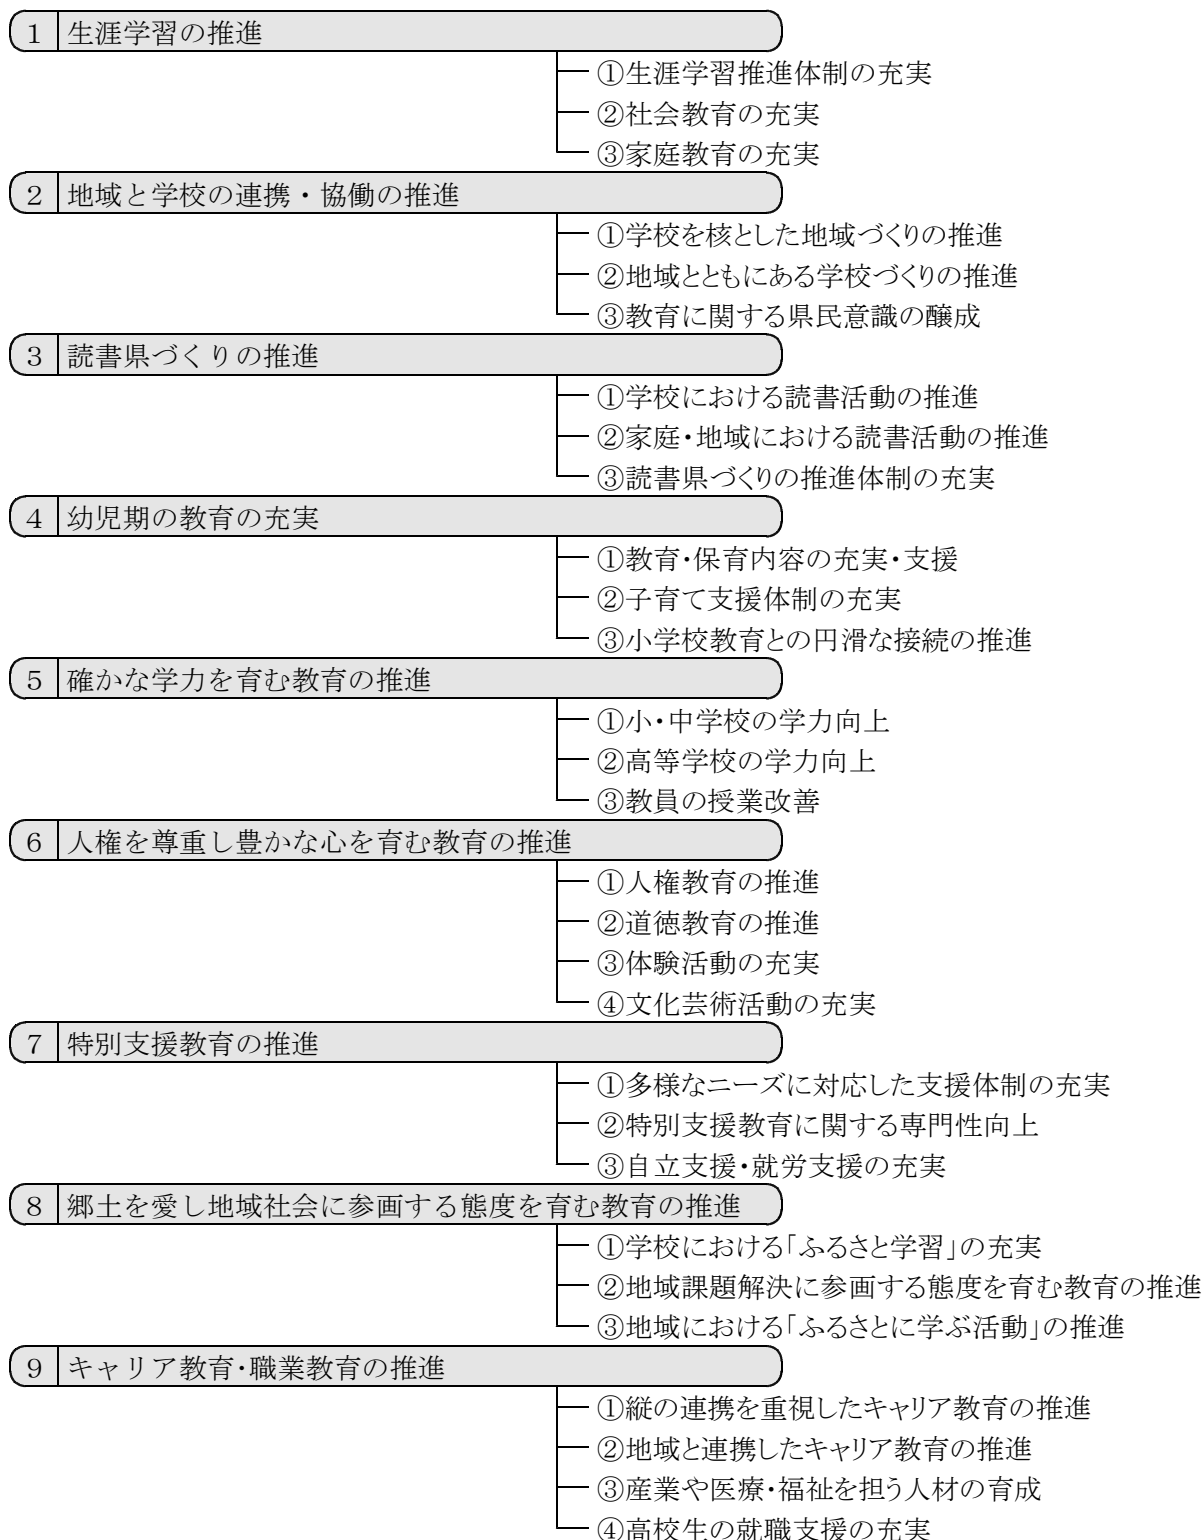 1 生涯学習の推進
①生涯学習推進体制の充実
②社会教育の充実
③家庭教育の充実
2 地域と学校の連携・協働の推進
①学校を核とした地域づくりの推進
②地域とともにある学校づくりの推進
③教育に関する県民意識の醸成
3 読書県づくりの推進
①学校における読書活動の推進
②家庭・地域における読書活動の推進
③読書県づくりの推進体制の充実
4 幼児期の教育の充実
①教育・保育内容の充実・支援
②子育て支援体制の充実
③小学校教育との円滑な接続の推進
5 確かな学力を育む教育の推進
①小・中学校の学力向上
②高等学校の学力向上
③教員の授業改善
6 人権を尊重し豊かな心を育む教育の推進
①人権教育の推進
②道徳教育の推進
③体験活動の充実
④文化芸術活動の充実
7 特別支援教育の推進
①多様なニーズに対応した支援体制の充実
②特別支援教育に関する専門性向上
③自立支援・就労支援の充実
8 郷土を愛し地域社会に参画する態度を育む教育の推進
①学校における「ふるさと学習」の充実
②地域課題解決に参画する態度を育む教育の推進
③地域における「ふるさとに学ぶ活動」の推進
9 キャリア教育・職業教育の推進
①縦の連携を重視したキャリア教育の推進
②地域と連携したキャリア教育の推進
③産業や医療・福祉を担う人材の育成
④高校生の就職支援の充実